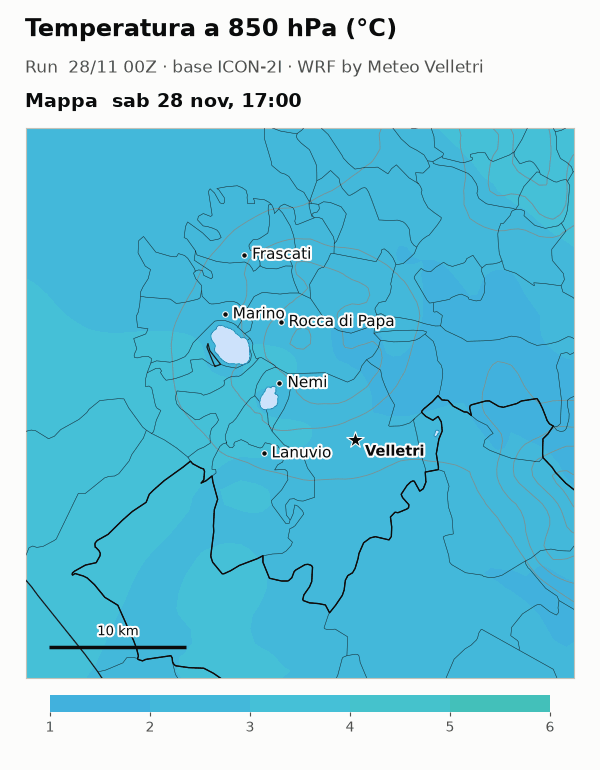 Temperatura a 850 hPa (°C)
Run  28/11 00Z · base ICON-2I · WRF by Meteo Velletri
Mappa  sab 28 nov, 17:00
Frascati
Marino
Rocca di Papa
Nemi
Velletri
Lanuvio
10 km
1 2 3 4 5 6